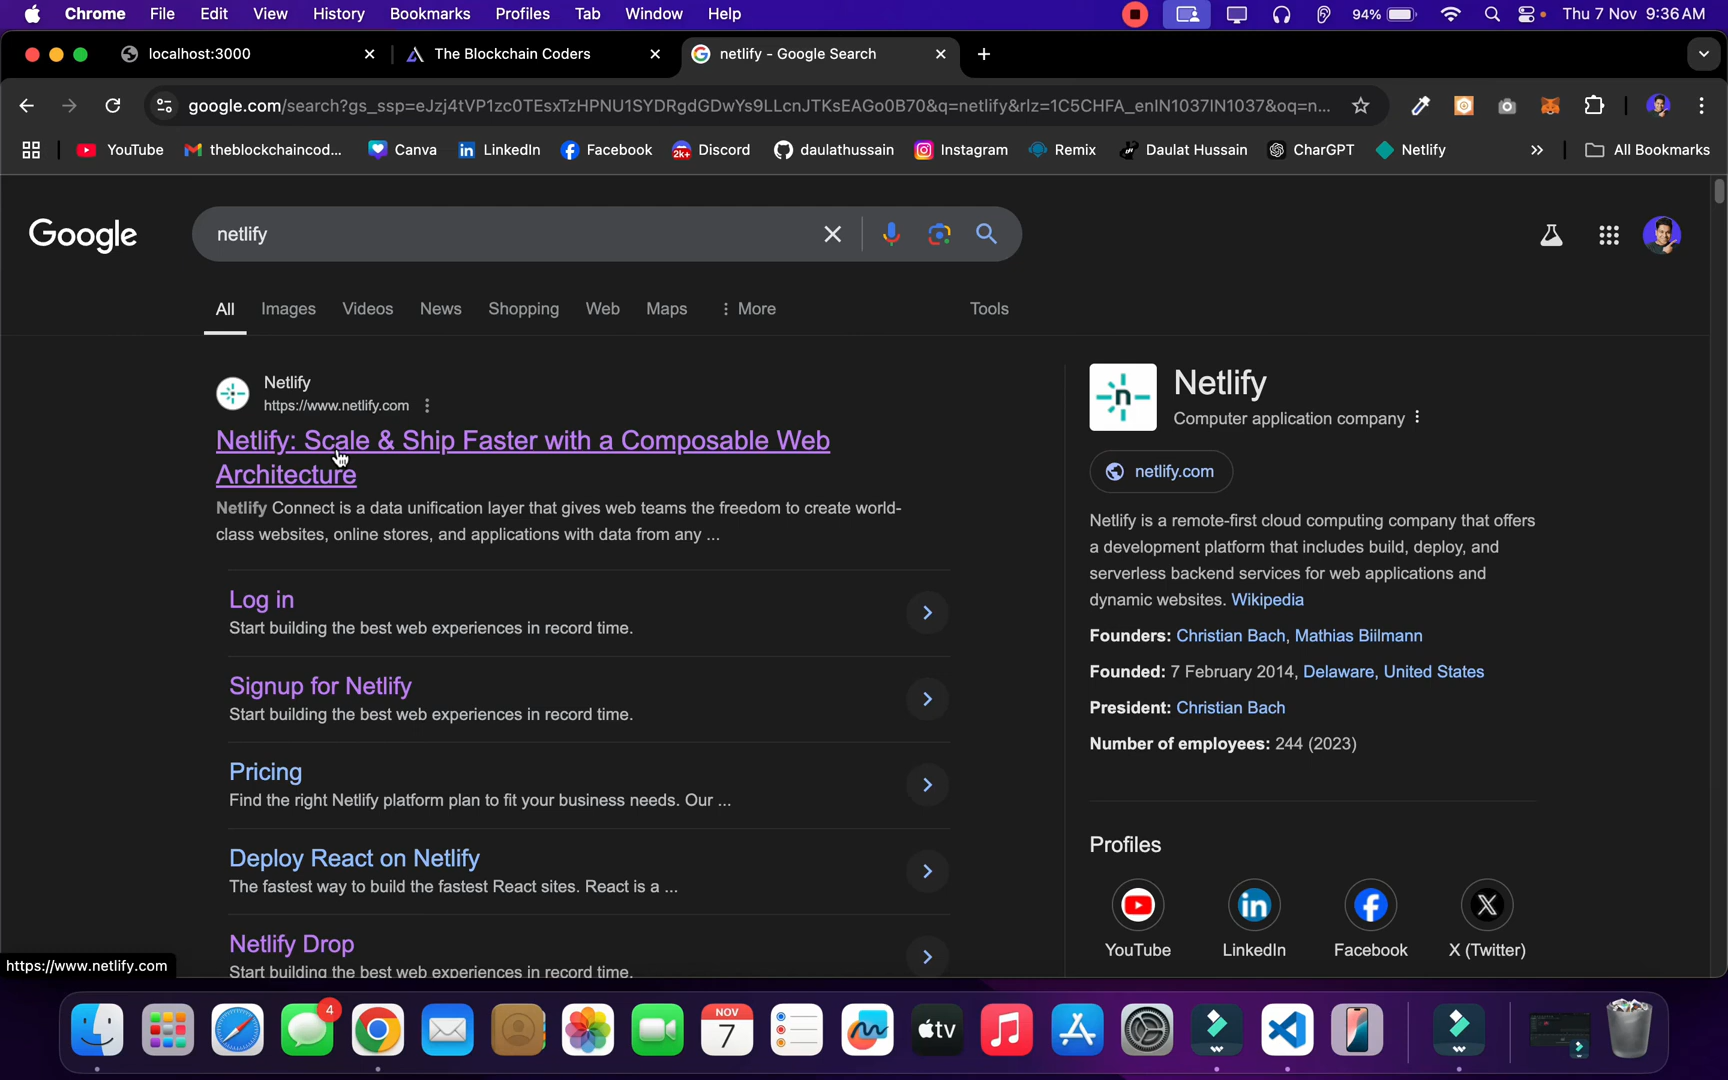 Chrome File Edit View History Bookmarks Profiles Tab Window Help 94% Thu 7 Nov 9:36 AM
localhost:3000 The Blockchain Coders netlify - Google Search
google.com/search?gs_ssp=eJzj4tVP1zc0TEsxTzHPNU1SYDRgdGDwYs9LLcnJTKsEAGo0B70&q=netlify&rlz=1C5CHFA_enIN1037IN1037&oq=n...
YouTube theblockchaincod... Canva LinkedIn Facebook 2k+ Discord daulathussain Instagram Remix Daulat Hussain CharGPT Netlify » All Bookmarks
Google netlify
All Images Videos News Shopping Web Maps More Tools
Netlify
https://www.netlify.com
Netlify: Scale & Ship Faster with a Composable Web
Architecture
Netlify Connect is a data unification layer that gives web teams the freedom to create world-
class websites, online stores, and applications with data from any ...
Log in
Start building the best web experiences in record time.
Signup for Netlify
Start building the best web experiences in record time.
Pricing
Find the right Netlify platform plan to fit your business needs. Our ...
Deploy React on Netlify
The fastest way to build the fastest React sites. React is a ...
Netlify Drop
Start building the best web experiences in record time.
n
Netlify
Computer application company
netlify.com
Netlify is a remote-first cloud computing company that offers
a development platform that includes build, deploy, and
serverless backend services for web applications and
dynamic websites. Wikipedia
Founders: Christian Bach, Mathias Biilmann
Founded: 7 February 2014, Delaware, United States
President: Christian Bach
Number of employees: 244 (2023)
Profiles
YouTube LinkedIn Facebook X (Twitter)
https://www.netlify.com
4
NOV
7
tv